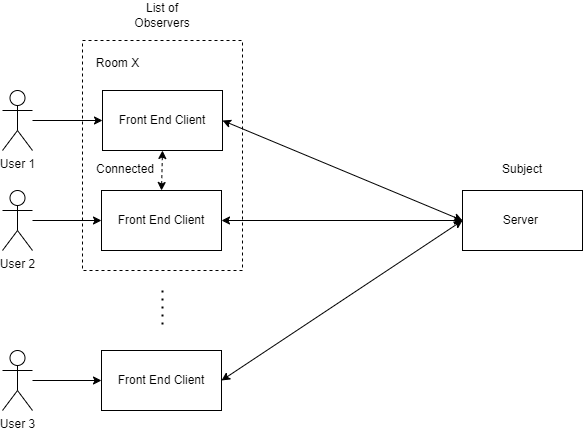 List of
Observers
Room X
Front End Client
User 1
Connected
Subject
Front End Client
Server
User 2
Front End Client
User 3